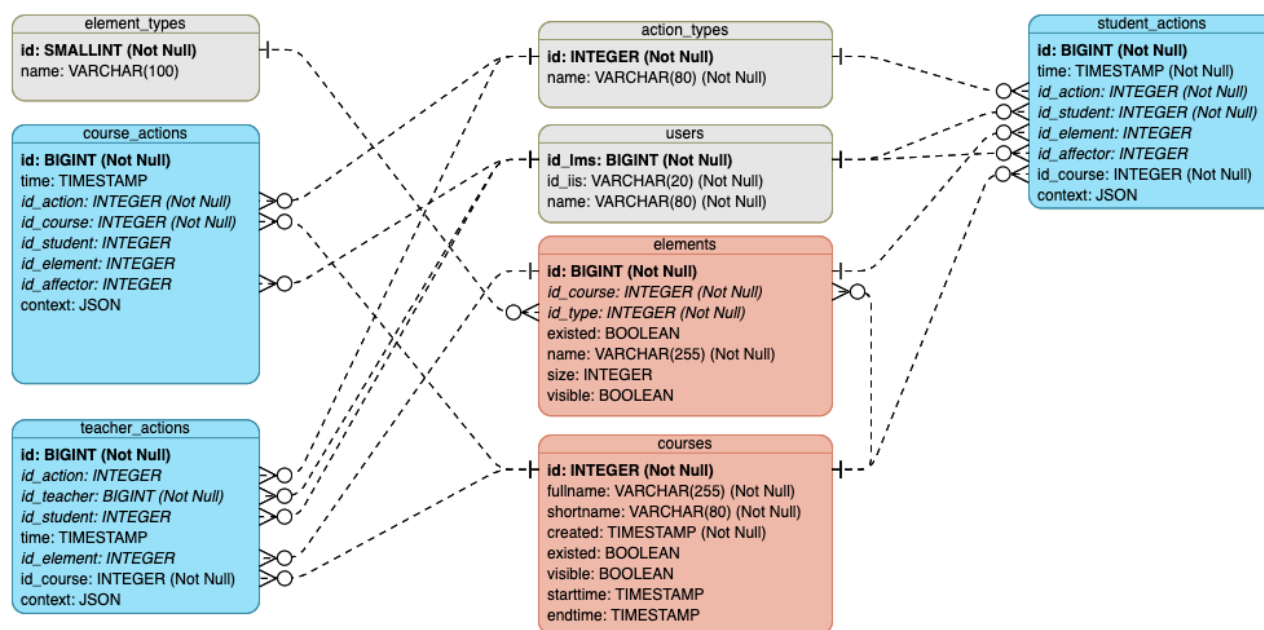 element_types
id: SMALLINT (Not Null)
name: VARCHAR(100)
course_actions
id: BIGINT (Not Null)
time: TIMESTAMP
id_action: INTEGER (Not Null)
id_course: INTEGER (Not Null)
id_student: INTEGER
id_element: INTEGER
id_affector: INTEGER
context: JSON
teacher_actions
id: BIGINT (Not Null)
id_action: INTEGER
id_teacher: BIGINT (Not Null)
id_student: INTEGER
time: TIMESTAMP
id_element: INTEGER
id_course: INTEGER (Not Null)
context: JSON
action_types
id: INTEGER (Not Null)
name: VARCHAR(80) (Not Null)
users
id_lms: BIGINT (Not Null)
id_iis: VARCHAR(20) (Not Null)
name: VARCHAR(80) (Not Null)
elements
id: BIGINT (Not Null)
id_course: INTEGER (Not Null)
id_type: INTEGER (Not Null)
existed: BOOLEAN
name: VARCHAR(255) (Not Null)
size: INTEGER
visible: BOOLEAN
courses
id: INTEGER (Not Null)
fullname: VARCHAR(255) (Not Null)
shortname: VARCHAR(80) (Not Null)
created: TIMESTAMP (Not Null)
existed: BOOLEAN
visible: BOOLEAN
starttime: TIMESTAMP
endtime: TIMESTAMP
student_actions
id: BIGINT (Not Null)
time: TIMESTAMP (Not Null)
id_action: INTEGER (Not Null)
id_student: INTEGER (Not Null)
id_element: INTEGER
id_affector: INTEGER
id_course: INTEGER (Not Null)
context: JSON